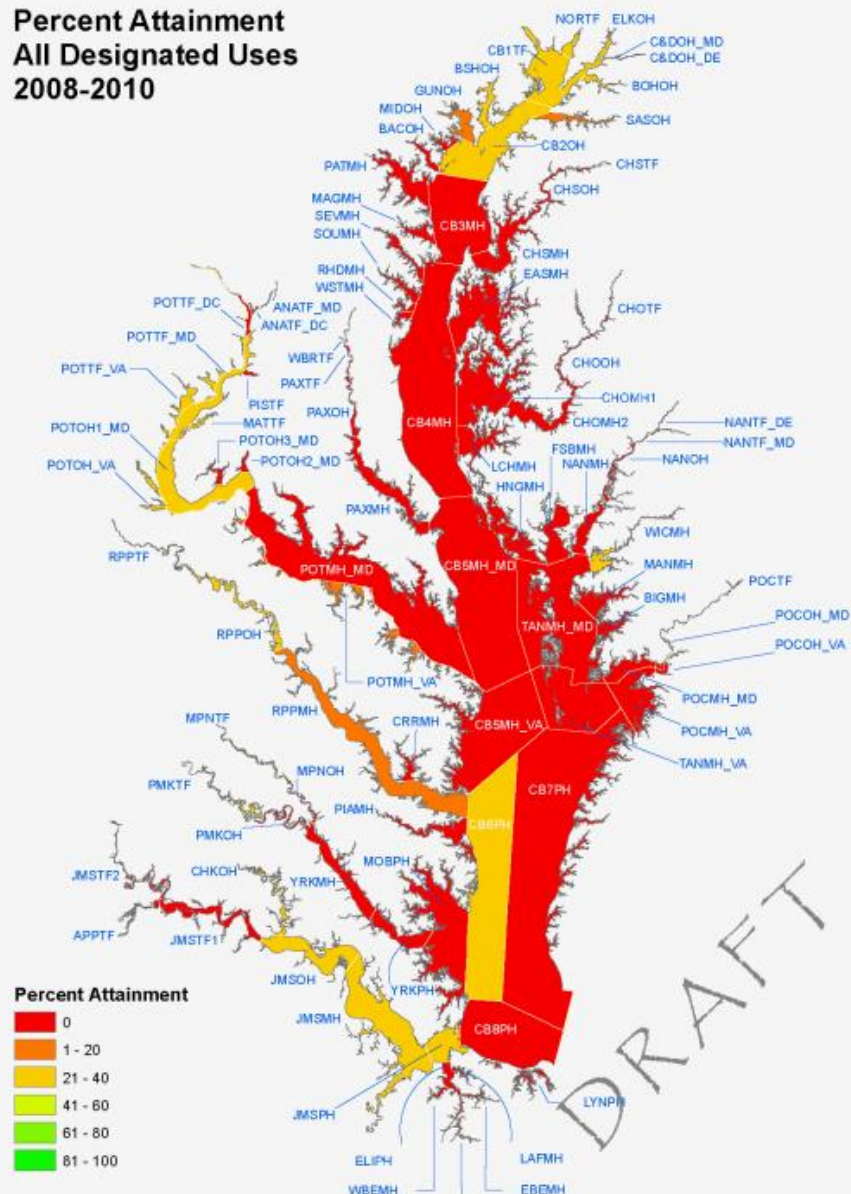 Percent Attainment
All Designated Uses
2008-2010
NORTF ELKOH
CB1TF
C&DOH_MD
C&DOH_DE
BSHOH
GUNOH
BOHOH
MIDOH
SASOH
BACOH
CB2OH
PATMH
CHSTF
CHSOH
MAGMH
SEVMH
CB3MH
SOUMH
CHSMH
RHDMH
EASMH
WSTMH
POTTF_DC
ANATF_MD
CHOTF
ANATF_DC
POTTF_MD
WBRTF
CHOOH
POTTF_VA
PAXTF
PISTF
CHOMH1
MATTF
PAXOH
CB4MH
CHOMH2
NANTF_DE
POTOH1_MD
POTOH3_MD
FSBMH
NANTF_MD
POTOH_VA
POTOH2_MD
LCHMH
NANMH
NANOH
HNGMH
PAXMH
WICMH
RPPTF
POTMH_MD
CB5MH_MD
MANMH
POCTF
BIGMH
TANMH_MD
POCOH_MD
RPPOH
POCOH_VA
POTMH_VA
RPPMH
POCMH_MD
MPNTF
CRRMH
CB5MH_VA
POCMH_VA
TANMH_VA
MPNOH
PMKTF
CB7PH
PIAMH
CB6PH
PMKOH
MOBPH
CHKOH
JMSTF2
YRKMH
APPTF
JMSTF1
JMSOH
YRKPH
JMSMH
CB8PH
Percent Attainment
0
1 - 20
21 - 40
41 - 60
61 - 80
81 - 100
DRAFT
JMSPH
LYNPH
ELIPH
LAFMH
WBEMH
EBEMH